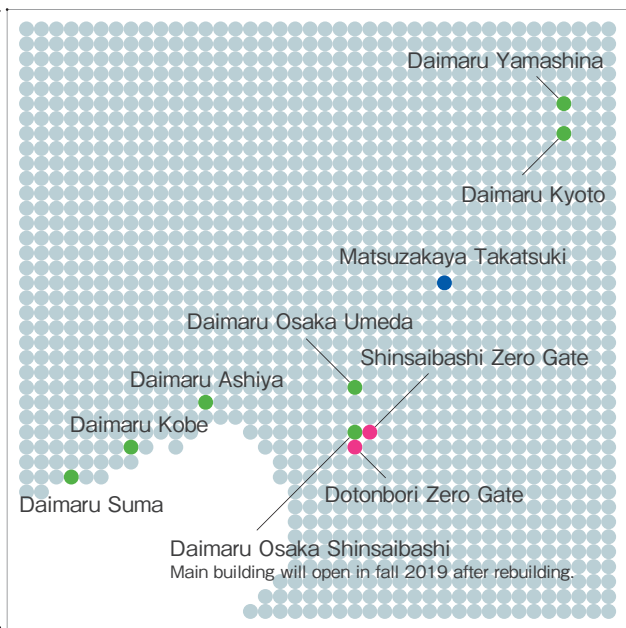 Daimaru Yamashina
Daimaru Kyoto
Matsuzakaya Takatsuki
Daimaru Osaka Umeda
Shinsaibashi Zero Gate
Daimaru Ashiya
Daimaru Kobe
Dotonbori Zero Gate
Daimaru Suma
Daimaru Osaka Shinsaibashi
Main building will open in fall 2019 after rebuilding.